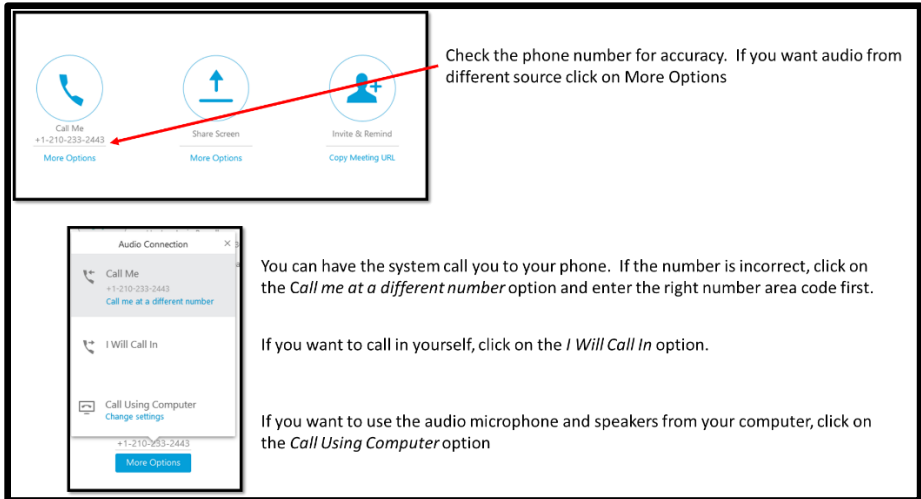 Check the phone number for accuracy.  If you want audio from
different source click on More Options
Call Me
+1-210-233-2443
More Options
Share Screen
More Options
Invite & Remind
Copy Meeting URL
Audio Connection ×
Call Me
+1-210-233-2443
Call me at a different number
I Will Call In
Call Using Computer
Change settings
+1-210-233-2443
More Options
You can have the system call you to your phone.  If the number is incorrect, click on
the Call me at a different number option and enter the right number area code first.
If you want to call in yourself, click on the I Will Call In option.
If you want to use the audio microphone and speakers from your computer, click on
the Call Using Computer option